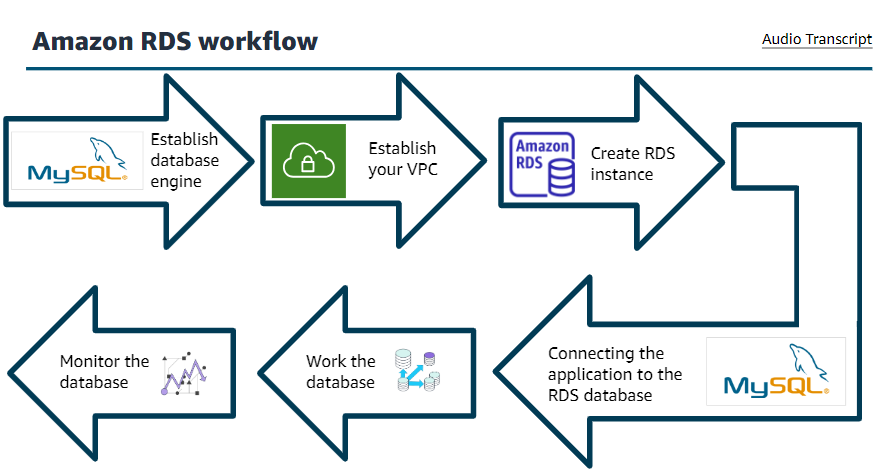 Amazon RDS workflow
Audio Transcript
MySQL®
Establish
database
engine
Establish
your VPC
Amazon
RDS
Create RDS
instance
Connecting the
application to the
RDS database
MySQL®
Work the
database
Monitor the
database